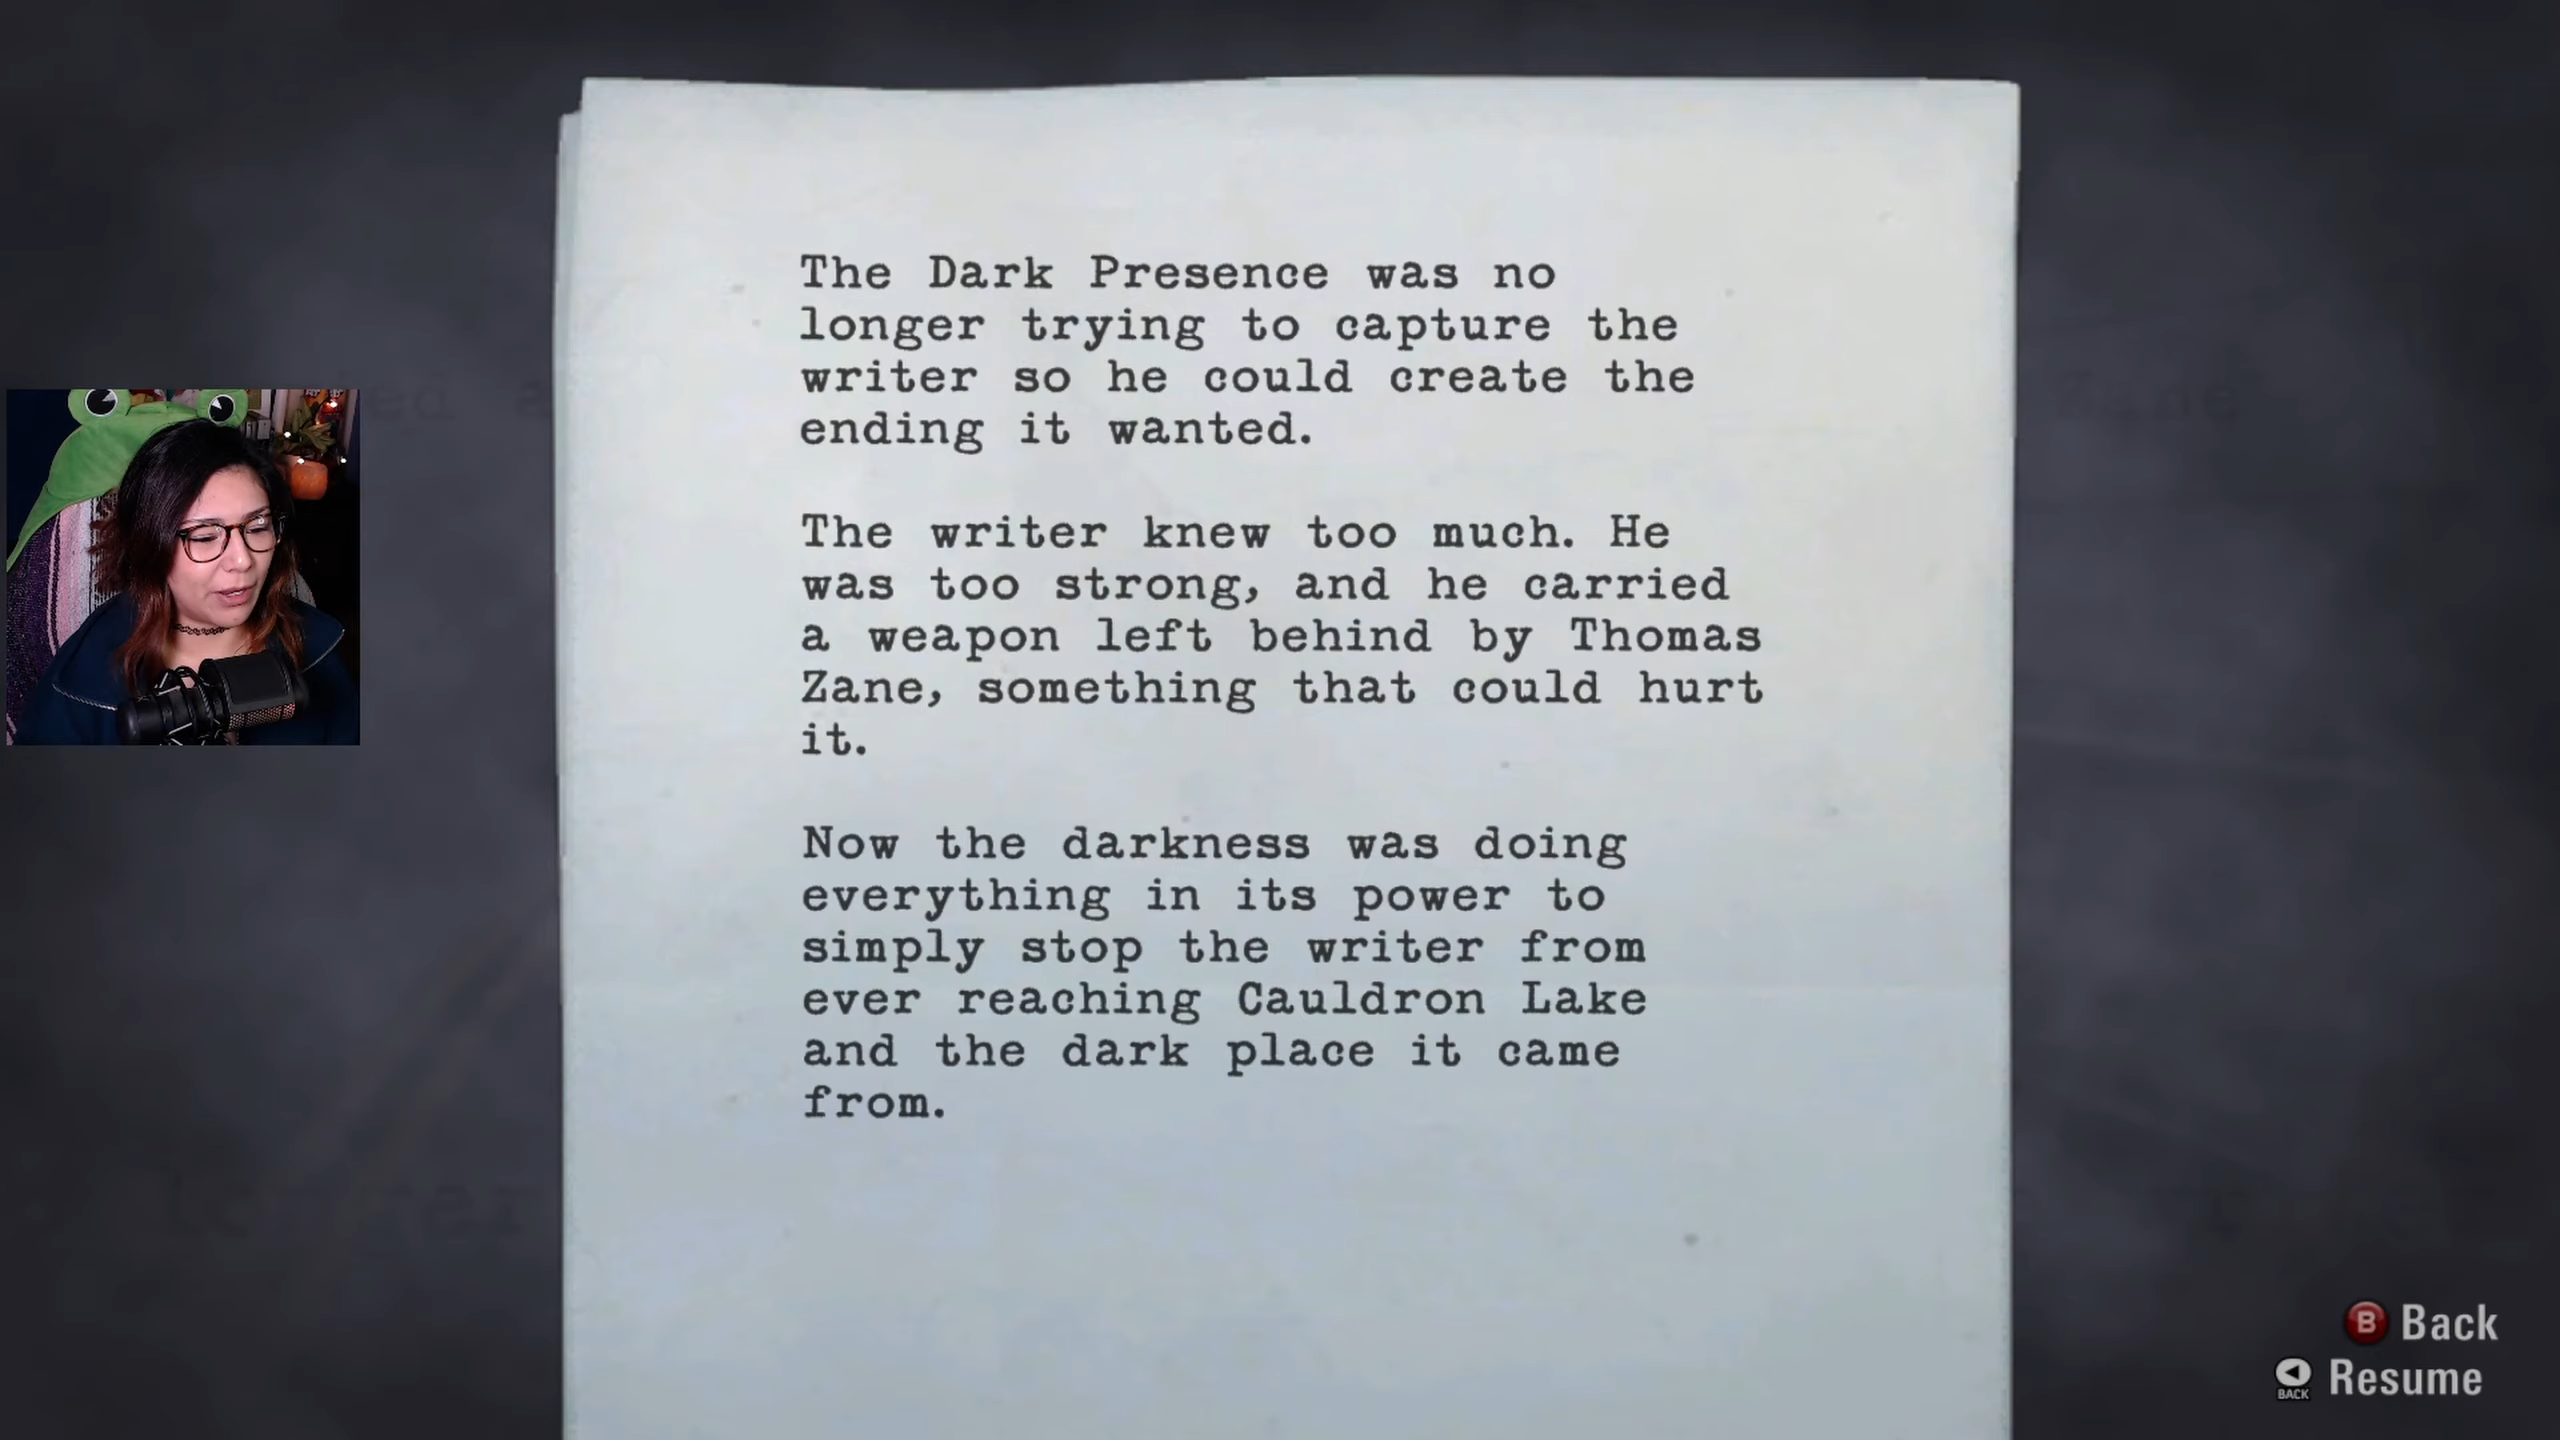 The Dark Presence was no
longer trying to capture the
writer so he could create the
ending it wanted.
The writer knew too much. He
was too strong, and he carried
a weapon left behind by Thomas
Zane, something that could hurt
it.
Now the darkness was doing
everything in its power to
simply stop the writer from
ever reaching Cauldron Lake
and the dark place it came
from.
B Back
BACK Resume